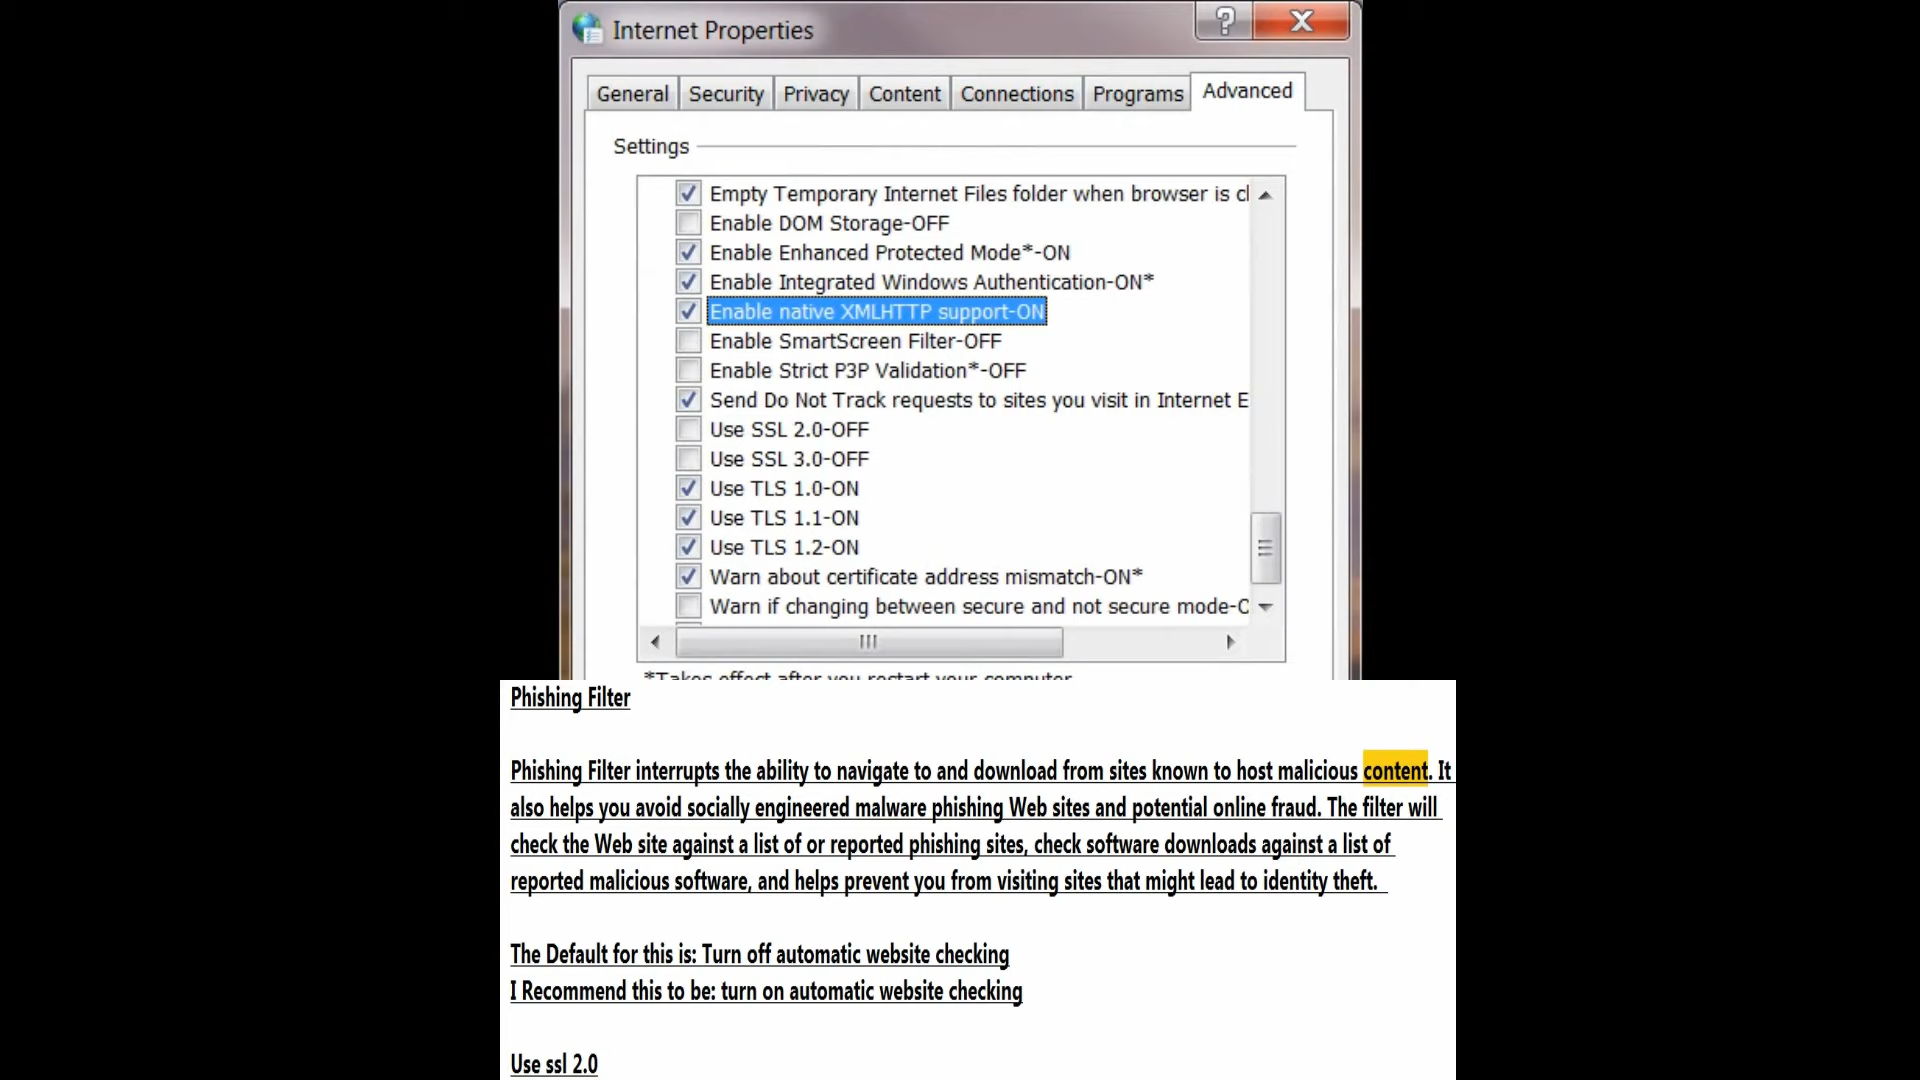 Internet Properties
General Security Privacy Content Connections Programs Advanced
Settings
Empty Temporary Internet Files folder when browser is cl
Enable DOM Storage-OFF
Enable Enhanced Protected Mode*-ON
Enable Integrated Windows Authentication-ON*
Enable native XMLHTTP support-ON
Enable SmartScreen Filter-OFF
Enable Strict P3P Validation*-OFF
Send Do Not Track requests to sites you visit in Internet E
Use SSL 2.0-OFF
Use SSL 3.0-OFF
Use TLS 1.0-ON
Use TLS 1.1-ON
Use TLS 1.2-ON
Warn about certificate address mismatch-ON*
Warn if changing between secure and not secure mode-O
*Takes effect after you restart your computer
Phishing Filter
Phishing Filter interrupts the ability to navigate to and download from sites known to host malicious content. It
also helps you avoid socially engineered malware phishing Web sites and potential online fraud. The filter will
check the Web site against a list of or reported phishing sites, check software downloads against a list of
reported malicious software, and helps prevent you from visiting sites that might lead to identity theft.
The Default for this is: Turn off automatic website checking
I Recommend this to be: turn on automatic website checking
Use ssl 2.0